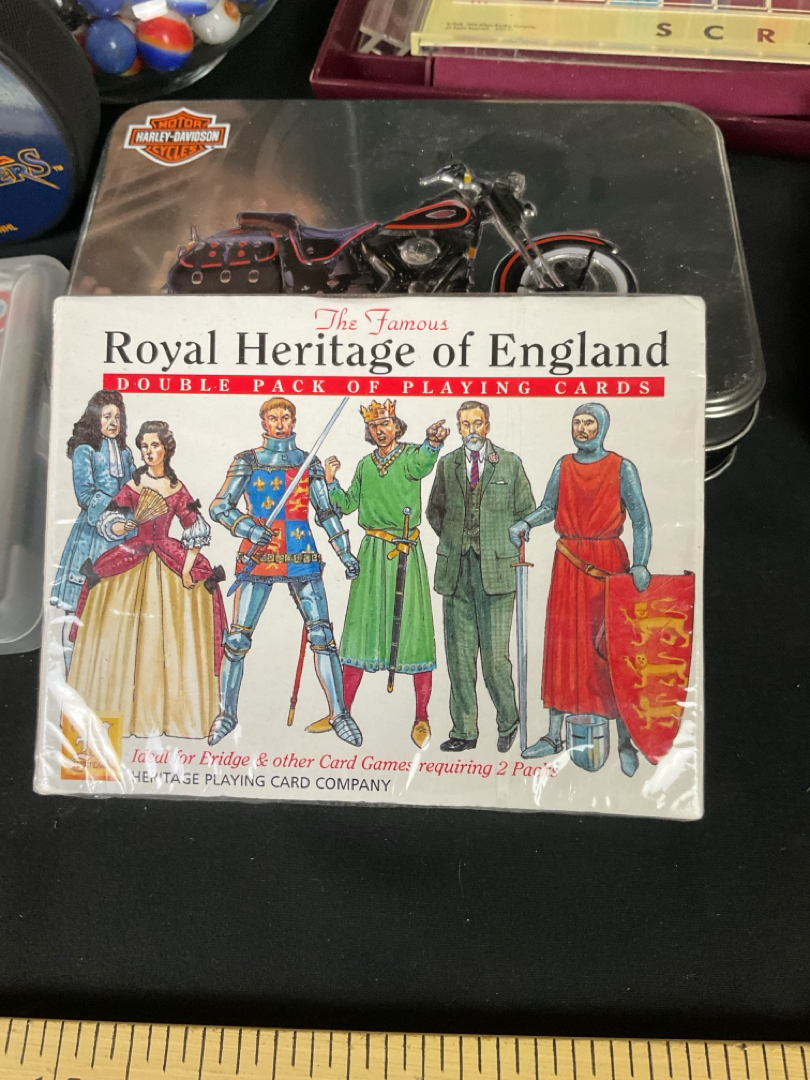 S C R
MOTOR
HARLEY-DAVIDSON
CYCLES
The Famous
Royal Heritage of England
DOUBLE PACK OF PLAYING CARDS
Ideal for Bridge & other Card Games requiring 2 Packs
HERITAGE PLAYING CARD COMPANY